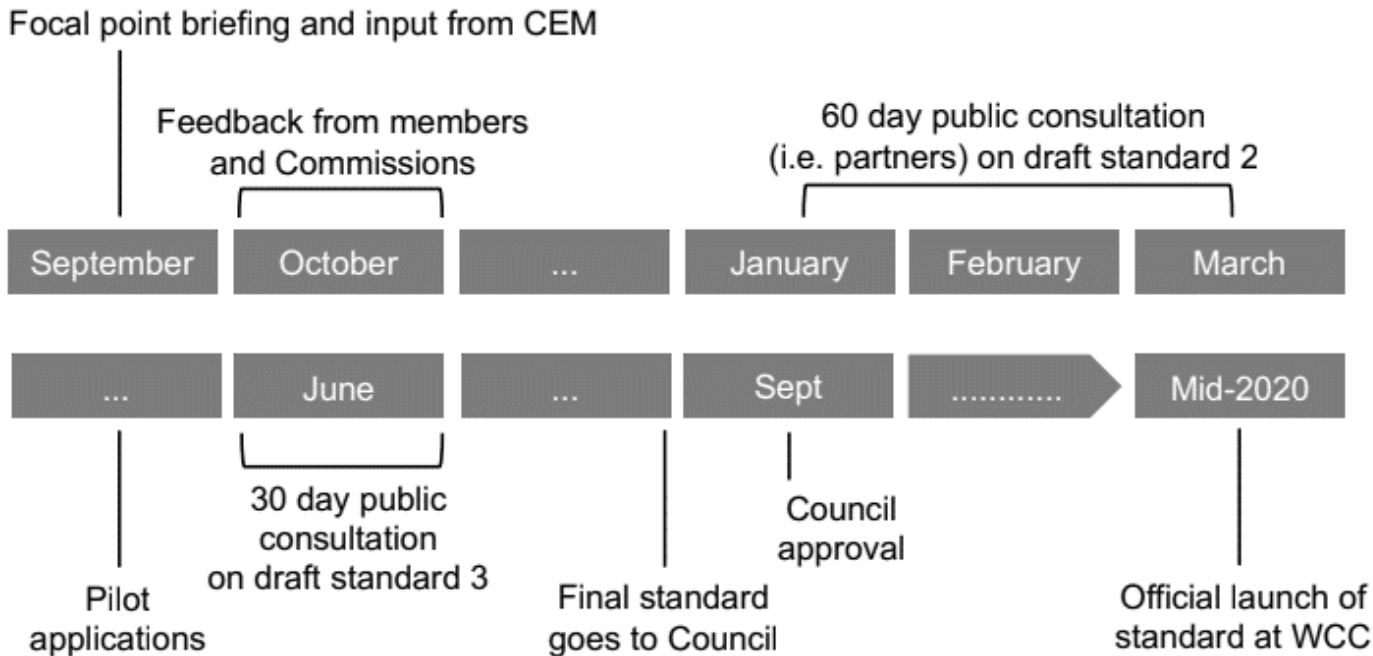 Focal point briefing and input from CEM
Feedback from members
and Commissions
60 day public consultation
(i.e. partners) on draft standard 2
September
October
...
January
February
March
...
June
...
Sept
............
Mid-2020
30 day public
consultation
on draft standard 3
Council
approval
Pilot
applications
Final standard
goes to Council
Official launch of
standard at WCC